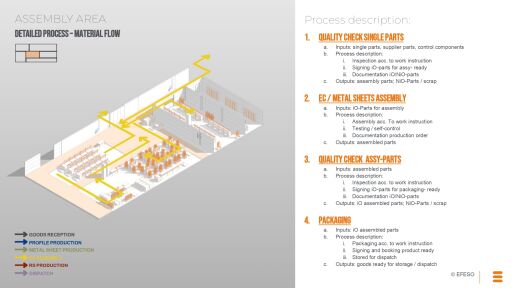 ASSEMBLY AREA
DETAILED PROCESS – MATERIAL FLOW
GOODS RECEPTION
PROFILE PRODUCTION
METAL SHEET PRODUCTION
RS PRODUCTION
DISPATCH
Process description:
1. QUALITY CHECK SINGLE PARTS
a. Inputs: single parts, supplier parts, control components
b. Process description:
i. Inspection acc. to work instruction
ii. Signing iO-parts for assy- ready
iii. Documentation iO/NiO-parts
c. Outputs: assembly parts; NiO-Parts / scrap
2. EC / METAL SHEETS ASSEMBLY
a. Inputs: iO-Parts for assembly
b. Process description:
i. Assembly acc. To work instruction
ii. Testing / self-control
iii. Documentation production order
c. Outputs: assembled parts
3. QUALITY CHECK ASSY-PARTS
a. Inputs: assembled parts
b. Process description:
i. Inspection acc. to work instruction
ii. Signing iO-parts for packaging- ready
iii. Documentation iO/NiO-parts
c. Outputs: iO assembled parts; NiO-Parts / scrap
4. PACKAGING
a. Inputs: iO assembled parts
b. Process description:
i. Packaging acc. to work instruction
ii. Signing and booking product ready
iii. Stored for dispatch
c. Outputs: goods ready for storage / dispatch
© EFESO